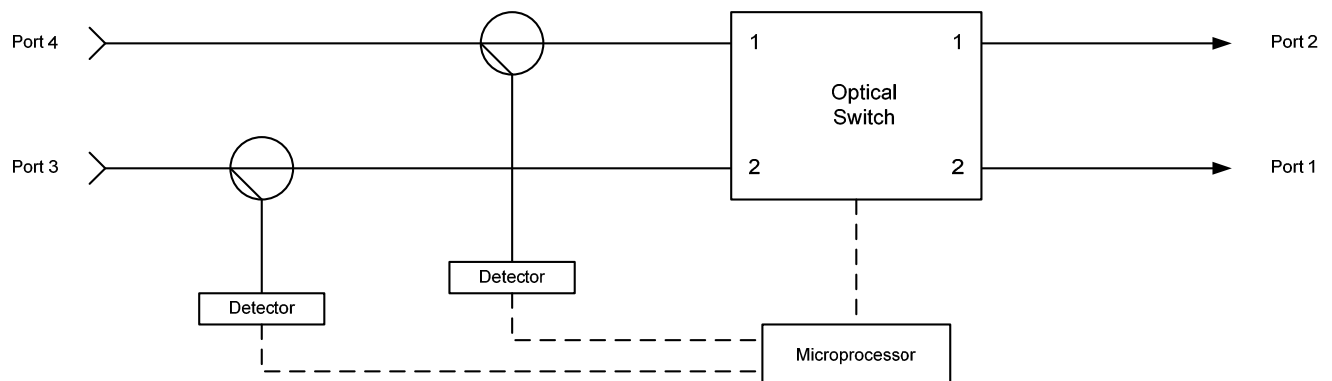 Port 4
1
1
Port 2
Optical
Switch
Port 3
2
2
Port 1
Detector
Detector
Microprocessor